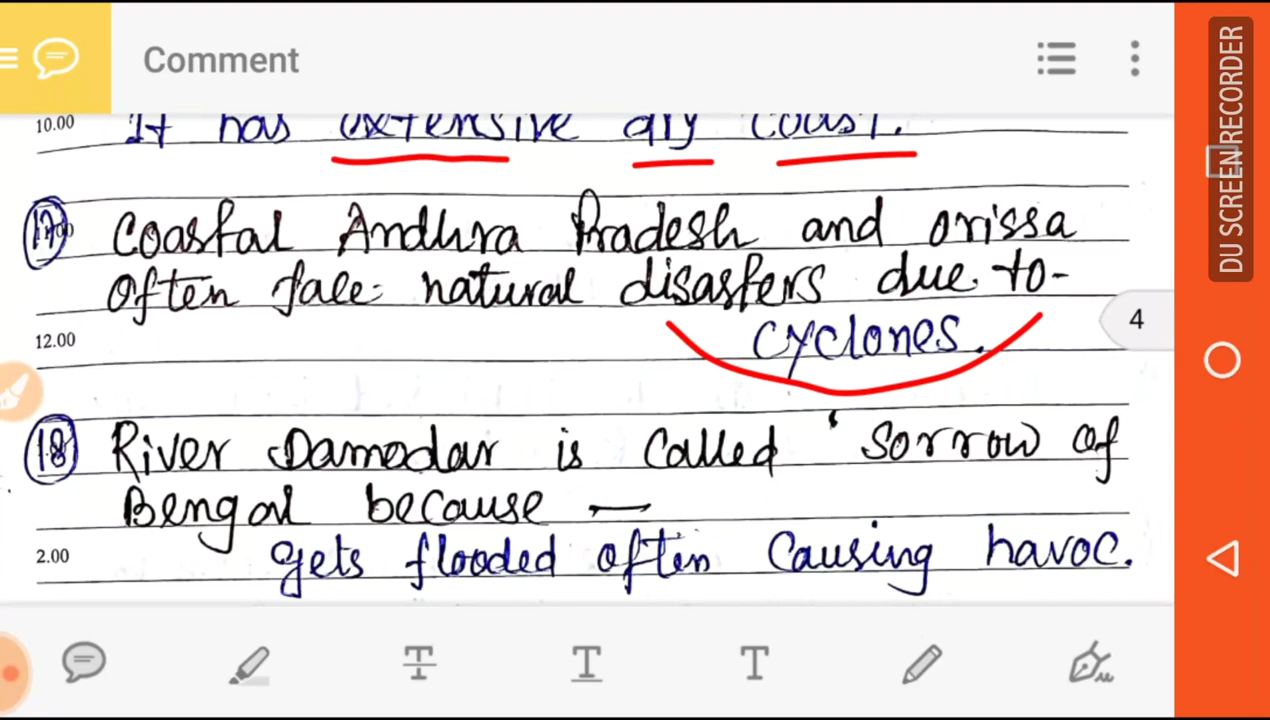 Comment
10.00
It has extensive dry coast.
17 Coastal Andhra Pradesh and orissa
Often face natural disasters due to-
12.00
cyclones.
4
18 River Damodar is called 'Sorrow of
Bengal because —
2.00
gets flooded often causing havoc.
DU SCREEN RECORDER